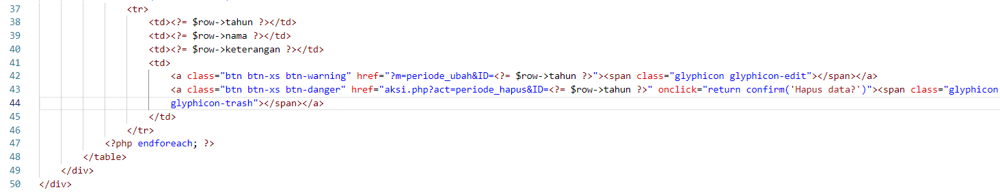 37 <tr>
38 <td><?= $row->tahun ?></td>
39 <td><?= $row->nama ?></td>
40 <td><?= $row->keterangan ?></td>
41 <td>
42 <a class="btn btn-xs btn-warning" href="?m=periode_ubah&ID=<?= $row->tahun ?>"><span class="glyphicon glyphicon-edit"></span></a>
43 <a class="btn btn-xs btn-danger" href="aksi.php?act=periode_hapus&ID=<?= $row->tahun ?>" onclick="return confirm('Hapus data?')"><span class="glyphicon
44 glyphicon-trash"></span></a>
45 </td>
46 </tr>
47 <?php endforeach; ?>
48 </table>
49 </div>
50 </div>